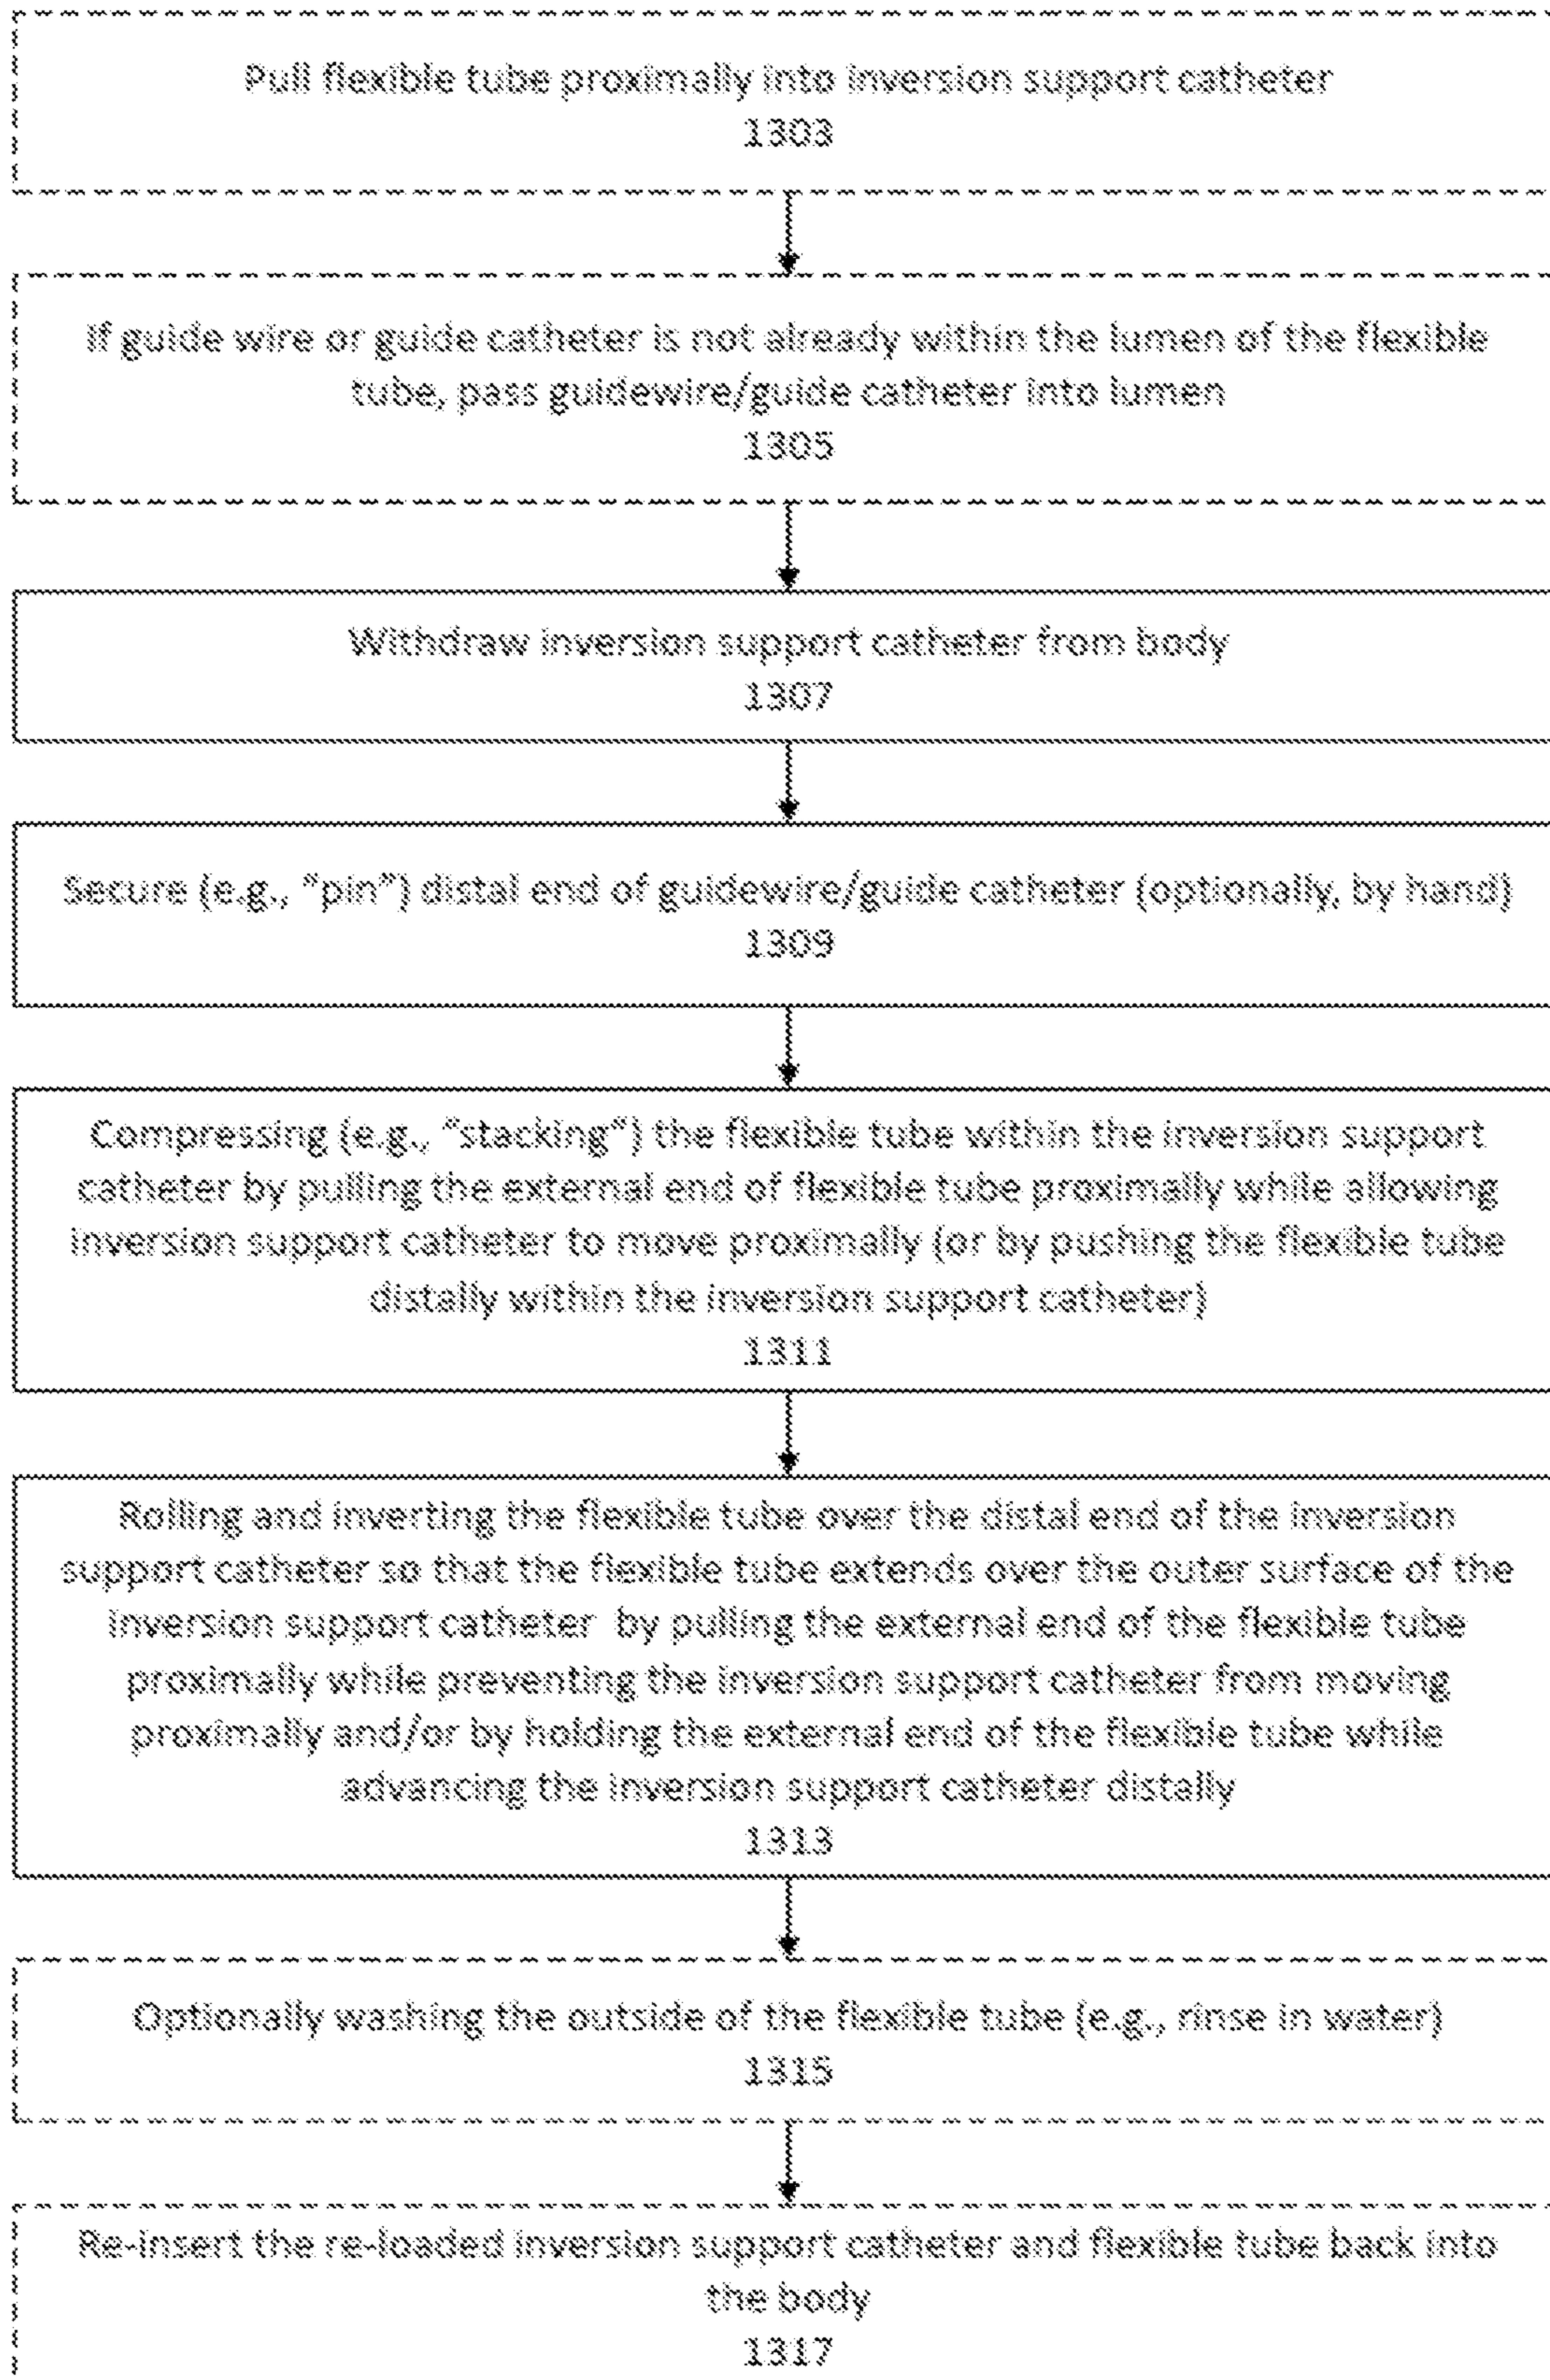 Pull flexible tube proximally into inversion support catheter
1303
If guide wire or guide catheter is not already within the lumen of the flexible
tube, pass guidewire/guide catheter into lumen
1305
Withdraw inversion support catheter from body
1307
Secure (e.g., “pin”) distal end of guidewire/guide catheter (optionally, by hand)
1309
Compressing (e.g., “stacking”) the flexible tube within the inversion support
catheter by pulling the external end of flexible tube proximally while allowing
inversion support catheter to move proximally (or by pushing the flexible tube
distally within the inversion support catheter)
1311
Rolling and inverting the flexible tube over the distal end of the inversion
support catheter so that the flexible tube extends over the outer surface of the
inversion support catheter by pulling the external end of the flexible tube
proximally while preventing the inversion support catheter from moving
proximally and/or by holding the external end of the flexible tube while
advancing the inversion support catheter distally
1313
Optionally washing the outside of the flexible tube (e.g., rinse in water)
1315
Re-insert the re-loaded inversion support catheter and flexible tube back into
the body
1317